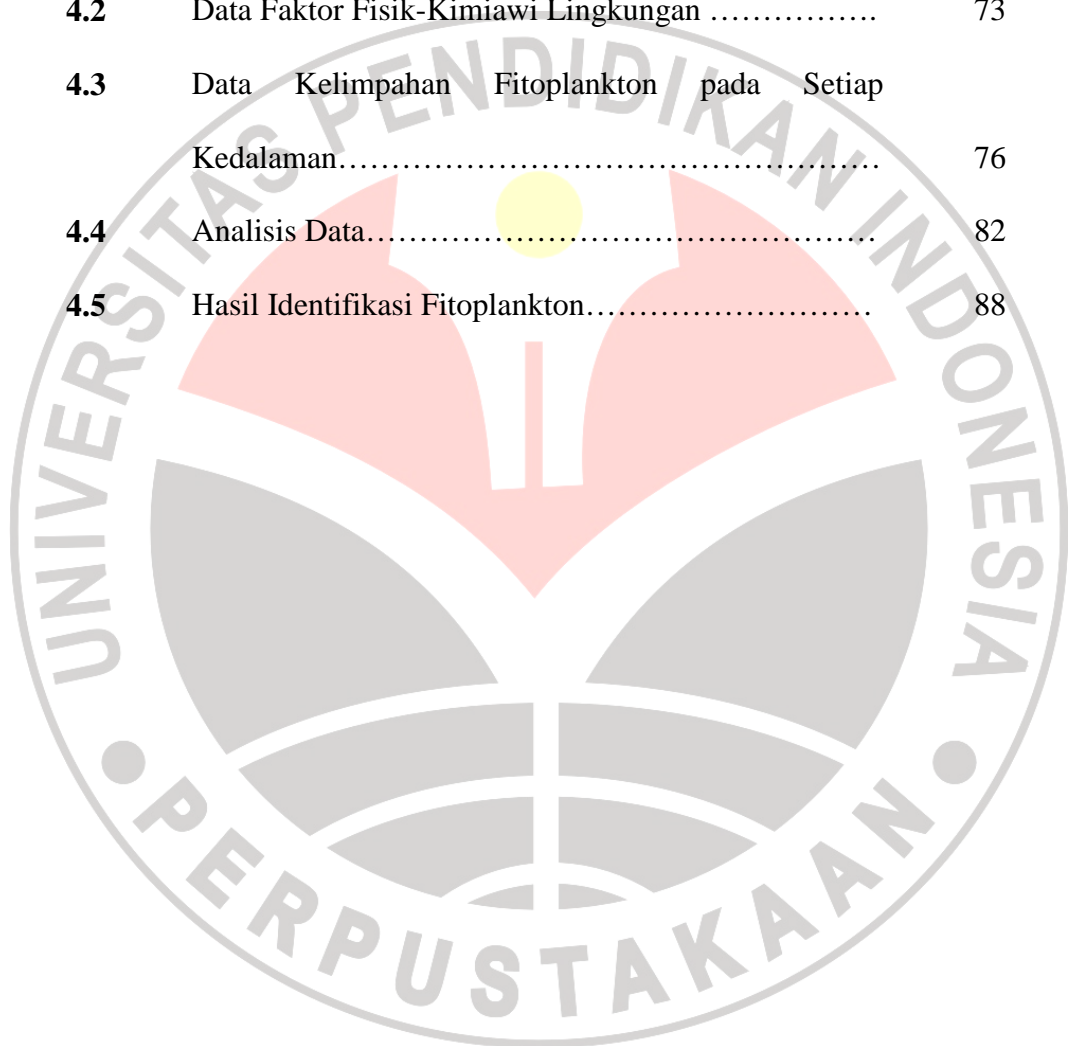 4.2 Data Faktor Fisik-Kimiawi Lingkungan ……………. 73
4.3 Data Kelimpahan Fitoplankton pada Setiap
Kedalaman……………………………………………… 76
4.4 Analisis Data…………………………………………… 82
4.5 Hasil Identifikasi Fitoplankton………………………. 88
UNIVERSITAS PENDIDIKAN INDONESIA
PERPUSTAKAAN